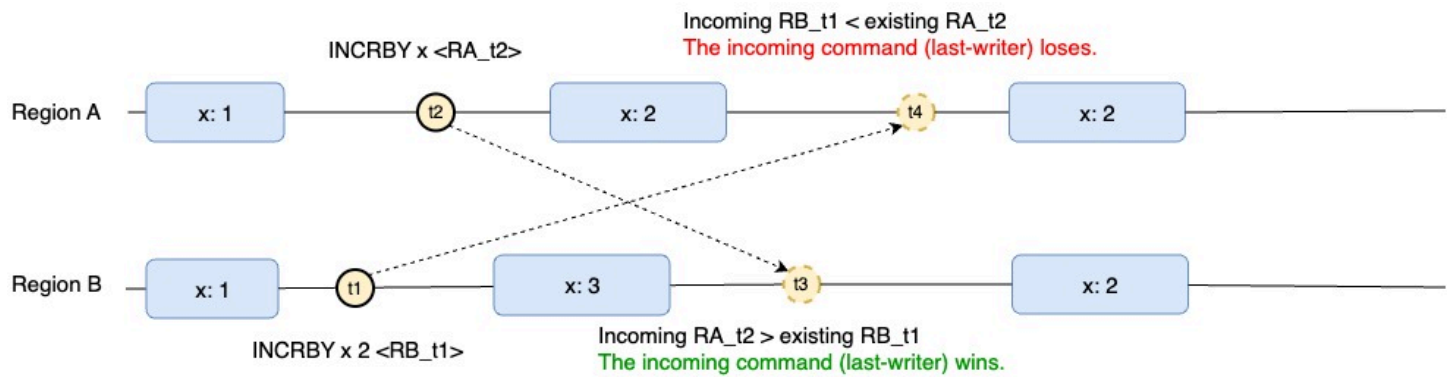 Incoming RB_t1 < existing RA_t2
The incoming command (last-writer) loses.
INCRBY x <RA_t2>
Region A
x: 1
t2
x: 2
t4
x: 2
Region B
x: 1
t1
x: 3
t3
x: 2
INCRBY x 2 <RB_t1>
Incoming RA_t2 > existing RB_t1
The incoming command (last-writer) wins.